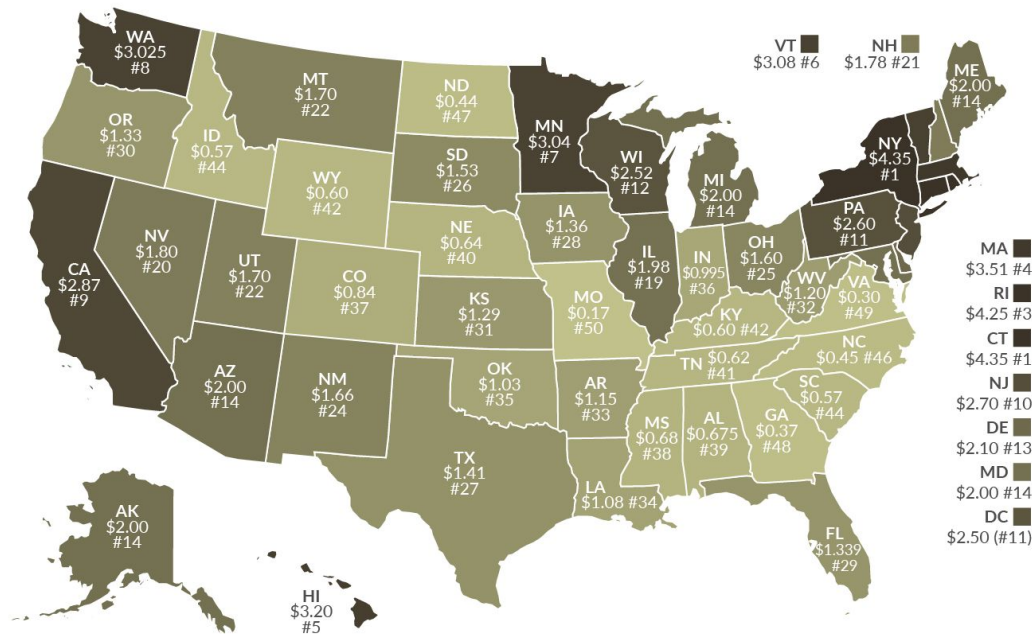 WA
$3.025
#8
VT
$3.08 #6
NH
$1.78 #21
ME
$2.00
#14
MT
$1.70
#22
ND
$0.44
#47
OR
$1.33
#30
ID
$0.57
#44
MN
$3.04
#7
WI
$2.52
#12
NY
$4.35
#1
SD
$1.53
#26
WY
$0.60
#42
MI
$2.00
#14
PA
$2.60
#11
IA
$1.36
#28
NE
$0.64
#40
NV
$1.80
#20
UT
$1.70
#22
CA
$2.87
#9
CO
$0.84
#37
IL
$1.98
#19
IN
$0.995
#36
OH
$1.60
#25
WV
$1.20
#32
VA
$0.30
#49
MA
$3.51 #4
RI
$4.25 #3
CT
$4.35 #1
NJ
$2.70 #10
DE
$2.10 #13
MD
$2.00 #14
DC
$2.50 (#11)
KS
$1.29
#31
MO
$0.17
#50
KY
$0.60 #42
NC
$0.45 #46
TN $0.62
#41
SC
$0.57
#44
AZ
$2.00
#14
NM
$1.66
#24
OK
$1.03
#35
AR
$1.15
#33
MS
$0.68
#38
AL
$0.675
#39
GA
$0.37
#48
TX
$1.41
#27
LA
$1.08 #34
FL
$1.339
#29
AK
$2.00
#14
HI
$3.20
#5